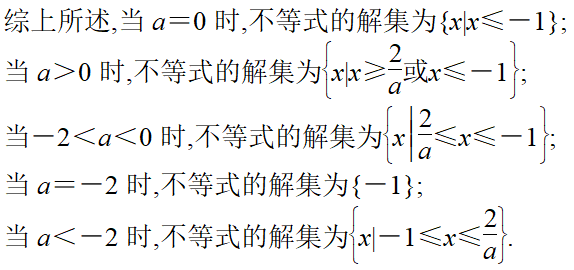 综上所述,当 a＝0 时,不等式的解集为{x|x≤－1};
当 a＞0 时,不等式的解集为{x|x≥2/a或x≤－1};
当－2＜a＜0 时,不等式的解集为{x|2/a≤x≤－1};
当 a＝－2 时,不等式的解集为{－1};
当 a＜－2 时,不等式的解集为{x|－1≤x≤2/a}.